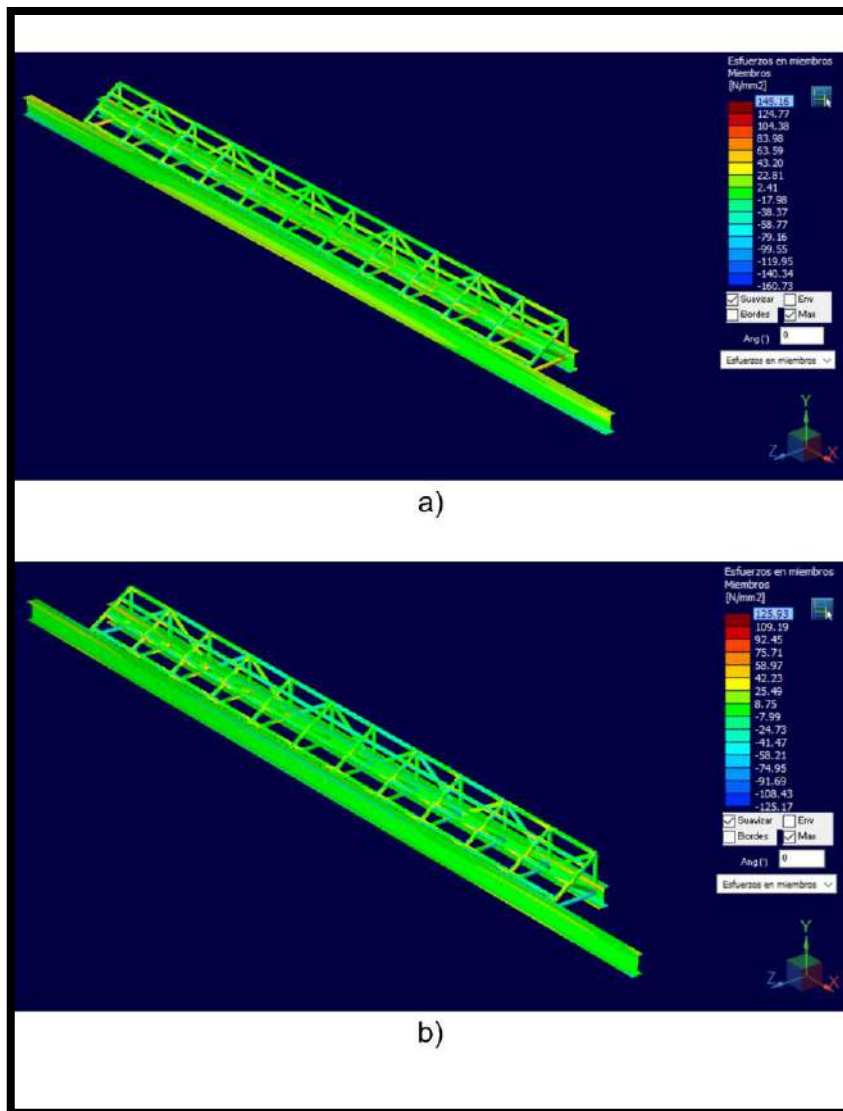 Esfuerzos en miembros
Miembros
[N/mm2]
145.16
124.77
104.38
83.98
63.59
43.20
22.81
2.41
-17.98
-38.37
-58.77
-79.16
-99.55
-119.95
-140.34
-160.73
Suavizar Env
Bordes Max
Ang(°) 0
Esfuerzos en miembros
Y
Z X
a)
Esfuerzos en miembros
Miembros
[N/mm2]
125.93
109.19
92.45
75.71
58.97
42.23
25.49
8.75
-7.99
-24.73
-41.47
-58.21
-74.95
-91.69
-108.43
-125.17
Suavizar Env
Bordes Max
Ang(°) 0
Esfuerzos en miembros
Y
Z X
b)